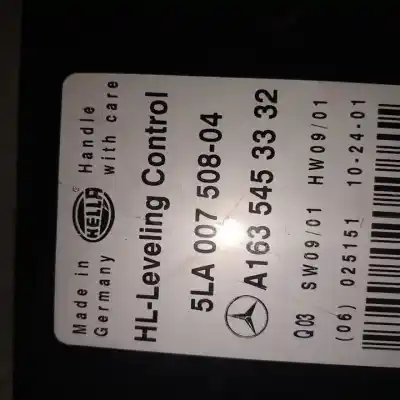 Made in
Germany
HELLA
®
Handle
with care
HL-Leveling Control
5LA 007 508-04
A163 545 33 32
Q03 SW09/01 HW09/01
(06) 025151 10-24-01